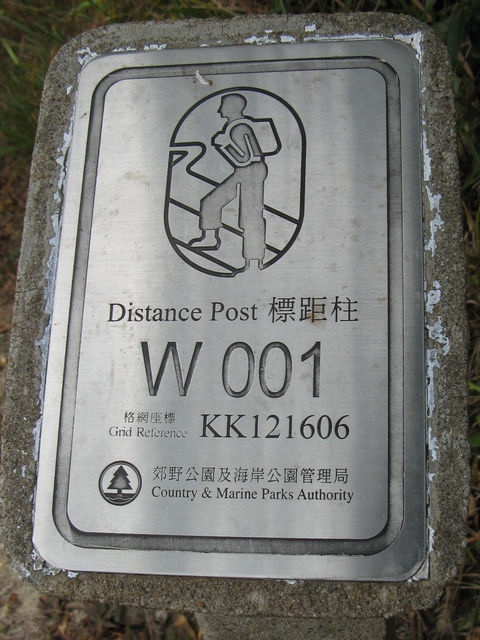 Distance Post 標距柱
W 001
格網座標
Grid Reference KK121606
郊野公園及海岸公園管理局
Country & Marine Parks Authority